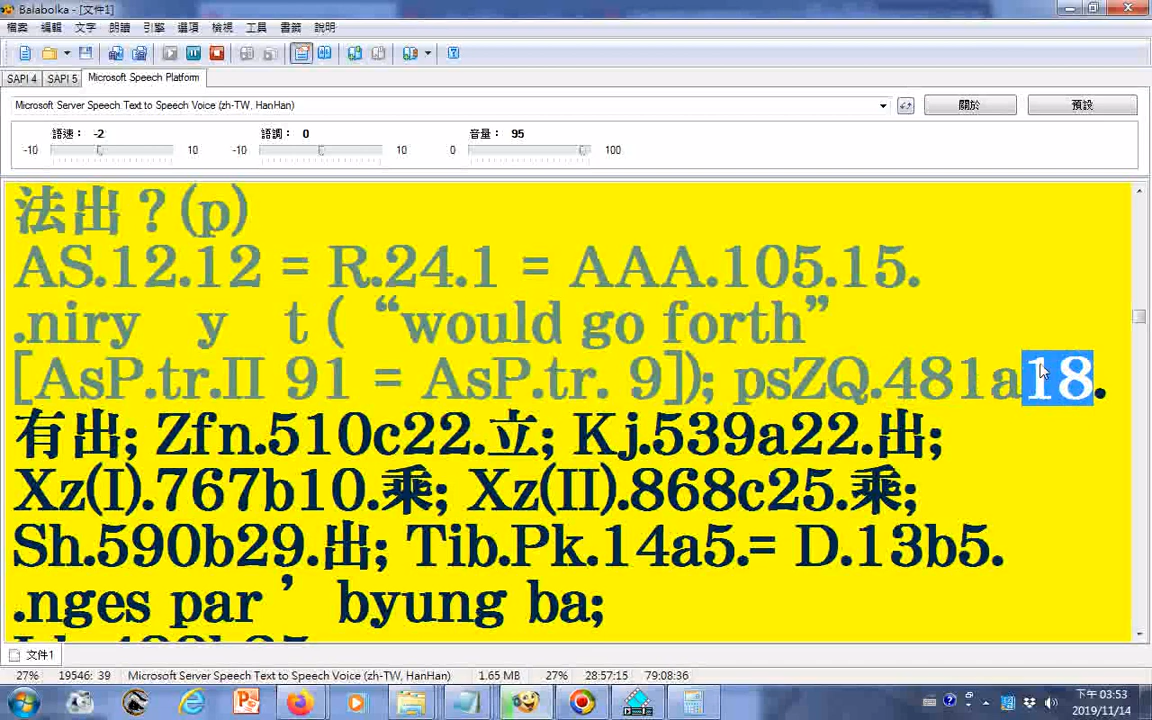 Balabolka - [文件1]
檔案 編輯 文字 朗讀 引擎 選項 檢視 工具 書籤 說明
SAPI 4 SAPI 5 Microsoft Speech Platform
Microsoft Server Speech Text to Speech Voice (zh-TW, HanHan) 關於 預設
語速： -2 語調： 0 音量： 95
-10 10 -10 10 0 100
法出？(p)
AS.12.12 = R.24.1 = AAA.105.15.
.niry y t ( “would go forth”
[AsP.tr.II 91 = AsP.tr. 9]); psZQ.481a18.
有出; Zfn.510c22.立; Kj.539a22.出;
Xz(I).767b10.乘; Xz(II).868c25.乘;
Sh.590b29.出; Tib.Pk.14a5.= D.13b5.
.nges par ’ byung ba;
文件1
27% 19546: 39 Microsoft Server Speech Text to Speech Voice (zh-TW, HanHan) 1.65 MB 27% 28:57:15 79:08:36
下午 03:53
2019/11/14